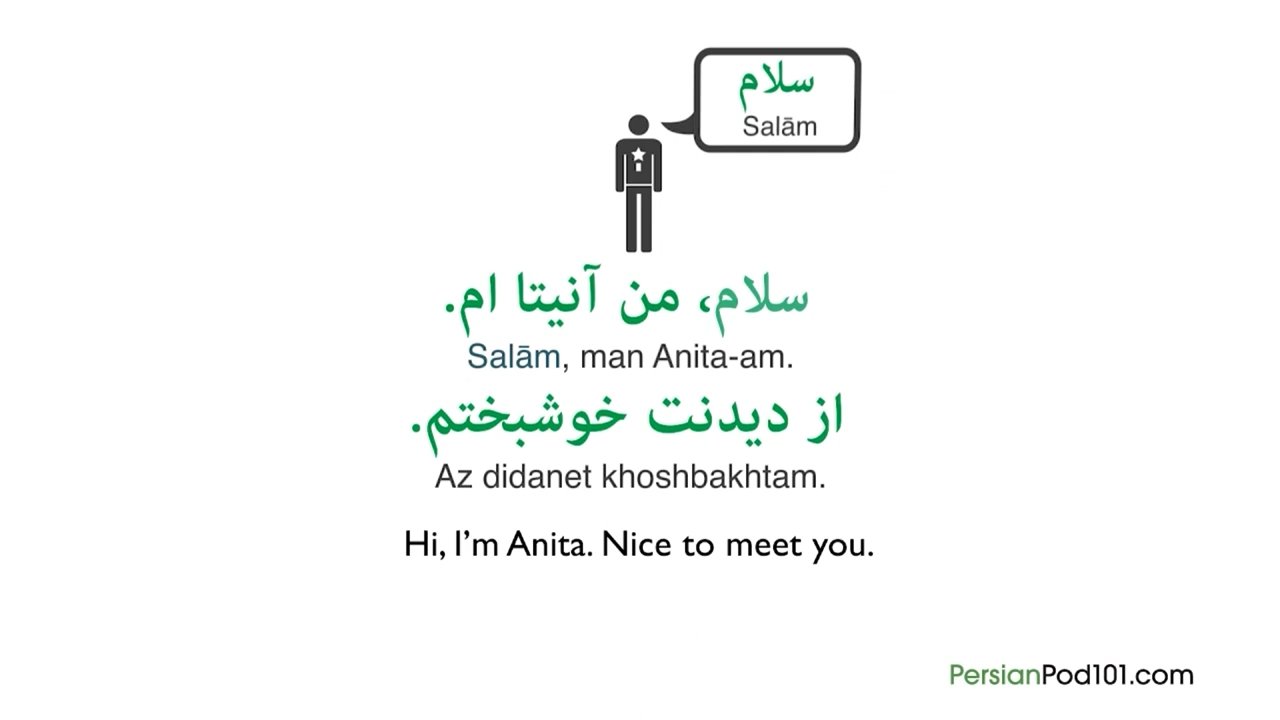 سلام
Salām
سلام، من آنیتا ام.
Salām, man Anita-am.
از دیدنت خوشبختم.
Az didanet khoshbakhtam.
Hi, I'm Anita. Nice to meet you.
PersianPod101.com